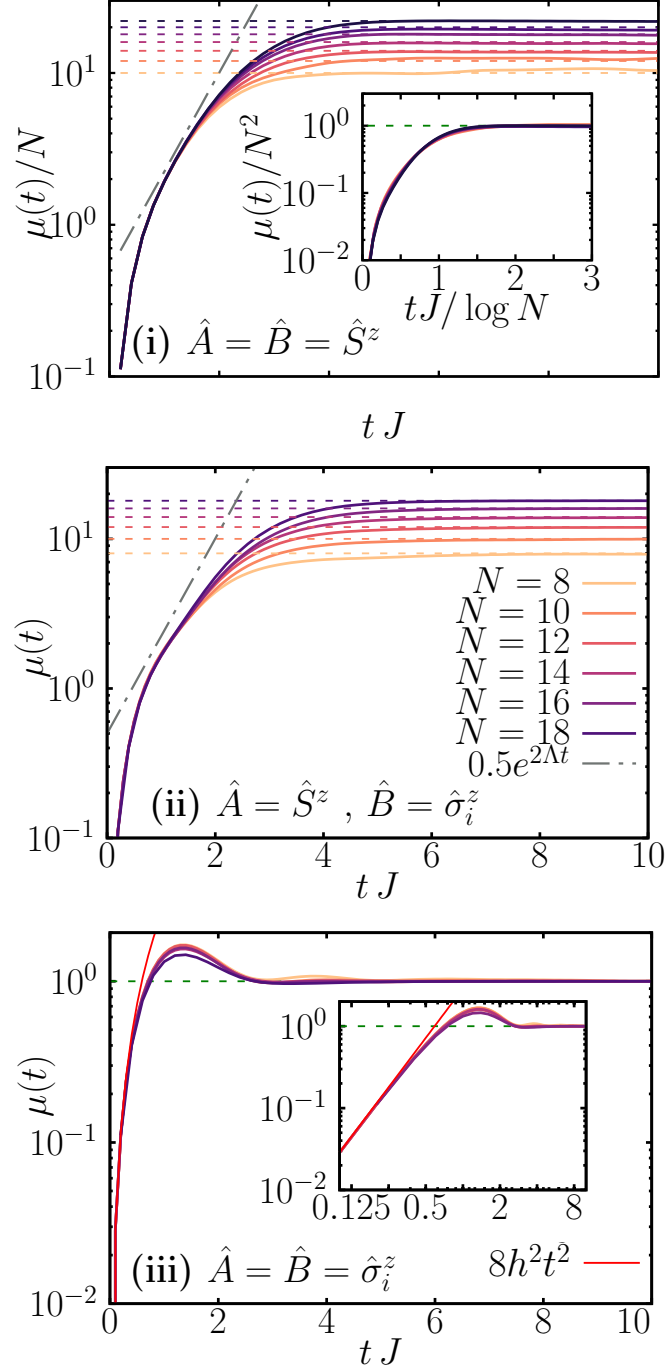 μ(t)/N
10^1
10^0
10^{-1}
μ(t)/N^2
10^0
10^{-1}
10^{-2}
0 1 2 3
tJ/ log N
(i) Â = B̂ = Ŝ^z
t J
μ(t)
10^1
10^0
10^{-1}
N = 8
N = 10
N = 12
N = 14
N = 16
N = 18
0.5e^{2Λt}
(ii) Â = Ŝ^z , B̂ = σ̂_i^z
0 2 4 6 8 10
t J
μ(t)
10^0
10^{-1}
10^{-2}
10^0
10^{-1}
10^{-2}
0.125 0.5 2 8
(iii) Â = B̂ = σ̂_i^z
8h^2t^2
0 2 4 6 8 10
t J